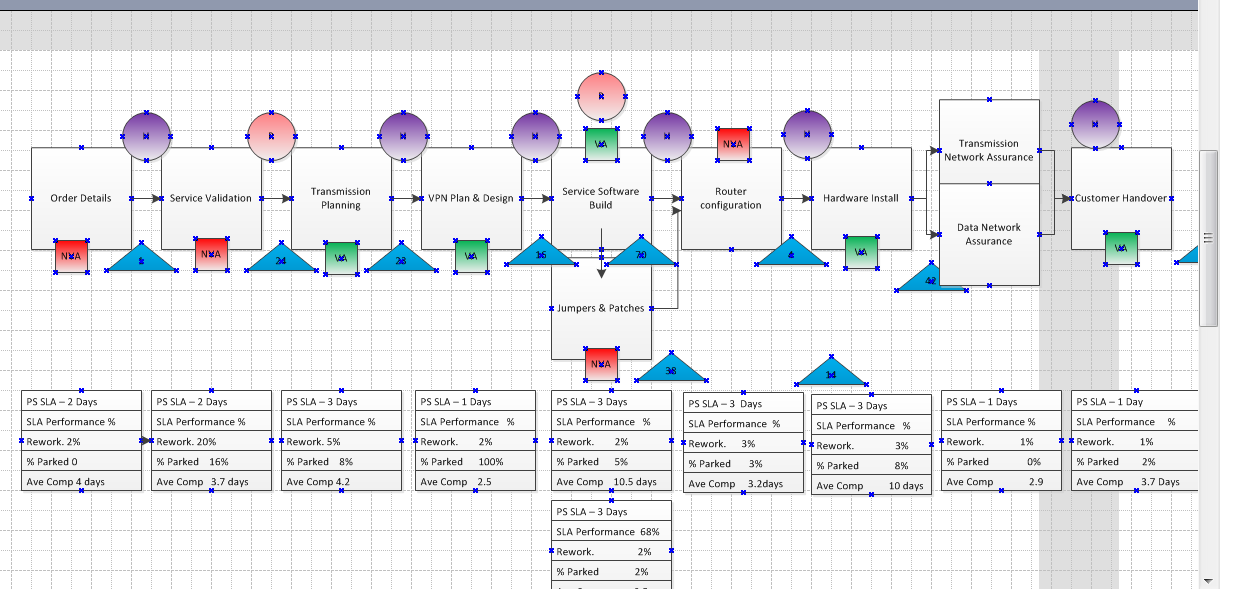 R
M
R
M
M
M
M
M
VA
NVA
Transmission
Network Assurance
Order Details
Service Validation
Transmission
Planning
VPN Plan & Design
Service Software
Build
Router
configuration
Hardware Install
Customer Handover
Data Network
Assurance
NVA
NVA
24
VA
23
VA
16
70
4
VA
42
VA
Jumpers & Patches
NVA
38
14
PS SLA – 2 Days
SLA Performance %
Rework. 2%
% Parked 0
Ave Comp 4 days
PS SLA – 2 Days
SLA Performance %
Rework. 20%
% Parked 16%
Ave Comp 3.7 days
PS SLA – 3 Days
SLA Performance %
Rework. 5%
% Parked 8%
Ave Comp 4.2
PS SLA – 1 Days
SLA Performance %
Rework. 2%
% Parked 100%
Ave Comp 2.5
PS SLA – 3 Days
SLA Performance %
Rework. 2%
% Parked 5%
Ave Comp 10.5 days
PS SLA – 3 Days
SLA Performance %
Rework. 3%
% Parked 3%
Ave Comp 3.2days
PS SLA – 3 Days
SLA Performance %
Rework. 3%
% Parked 8%
Ave Comp 10 days
PS SLA – 1 Days
SLA Performance %
Rework. 1%
% Parked 0%
Ave Comp 2.9
PS SLA – 1 Day
SLA Performance %
Rework. 1%
% Parked 2%
Ave Comp 3.7 Days
PS SLA – 3 Days
SLA Performance 68%
Rework. 2%
% Parked 2%